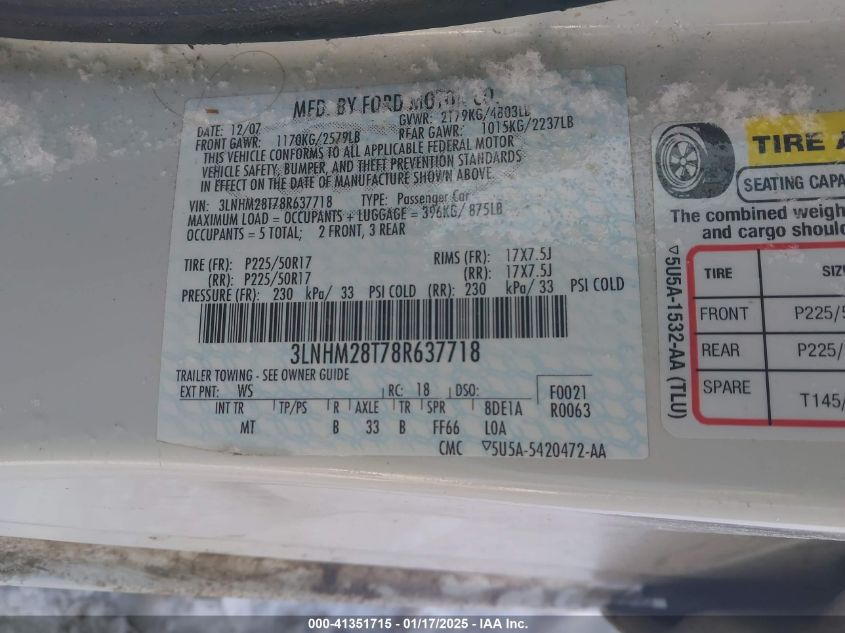 MFD. BY FORD MOTOR CO.
DATE: 12/07 GVWR: 2179KG/4803LB
FRONT GAWR: 1170KG/2579LB REAR GAWR: 1015KG/2237LB
THIS VEHICLE CONFORMS TO ALL APPLICABLE FEDERAL MOTOR
VEHICLE SAFETY, BUMPER, AND THEFT PREVENTION STANDARDS
IN EFFECT ON THE DATE OF MANUFACTURE SHOWN ABOVE.
VIN: 3LNHM28T78R637718 TYPE: Passenger Car
MAXIMUM LOAD = OCCUPANTS + LUGGAGE = 396KG/ 875LB
OCCUPANTS = 5 TOTAL; 2 FRONT, 3 REAR
TIRE (FR): P225/50R17 RIMS (FR): 17X7.5J
(RR): P225/50R17 (RR): 17X7.5J
PRESSURE (FR): 230 kPa/ 33 PSI COLD (RR): 230 kPa/ 33 PSI COLD
3LNHM28T78R637718
TRAILER TOWING - SEE OWNER GUIDE
EXT PNT: WS RC: 18 DSO: F0021
INT TR TP/PS R AXLE TR SPR 8DE1A R0063
MT B 33 B FF66 LOA
CMC ▽5U5A-5420472-AA
TIRE A
SEATING CAPA
The combined weigh
and cargo shoul
▽5U5A-1532-AA (TLU)
TIRE SIZ
FRONT P225/5
REAR P225/
SPARE T145/
000-41351715 - 01/17/2025 - IAA Inc.